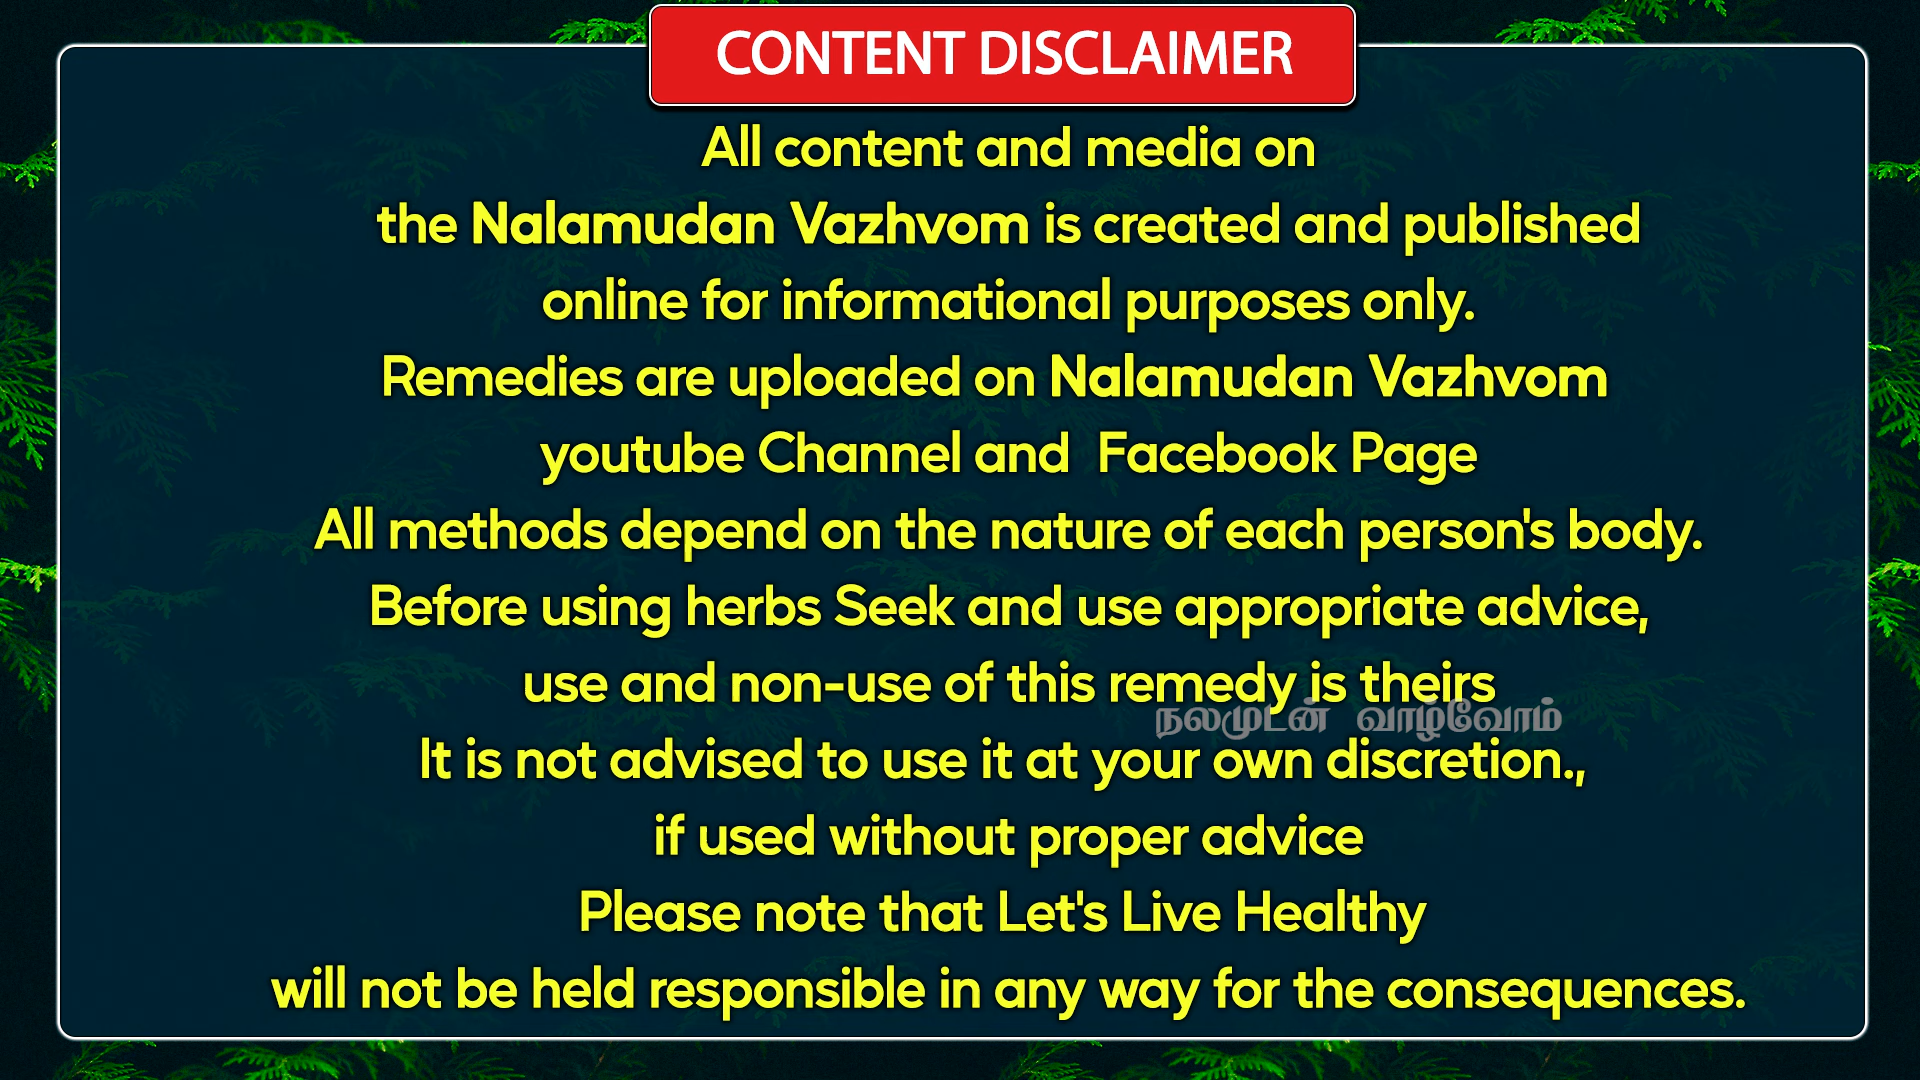 CONTENT DISCLAIMER
All content and media on
the Nalamudan Vazhvom is created and published
online for informational purposes only.
Remedies are uploaded on Nalamudan Vazhvom
youtube Channel and  Facebook Page
All methods depend on the nature of each person's body.
Before using herbs Seek and use appropriate advice,
use and non-use of this remedy is theirs
நலமுடன் வாழ்வோம்
It is not advised to use it at your own discretion.,
if used without proper advice
Please note that Let's Live Healthy
will not be held responsible in any way for the consequences.